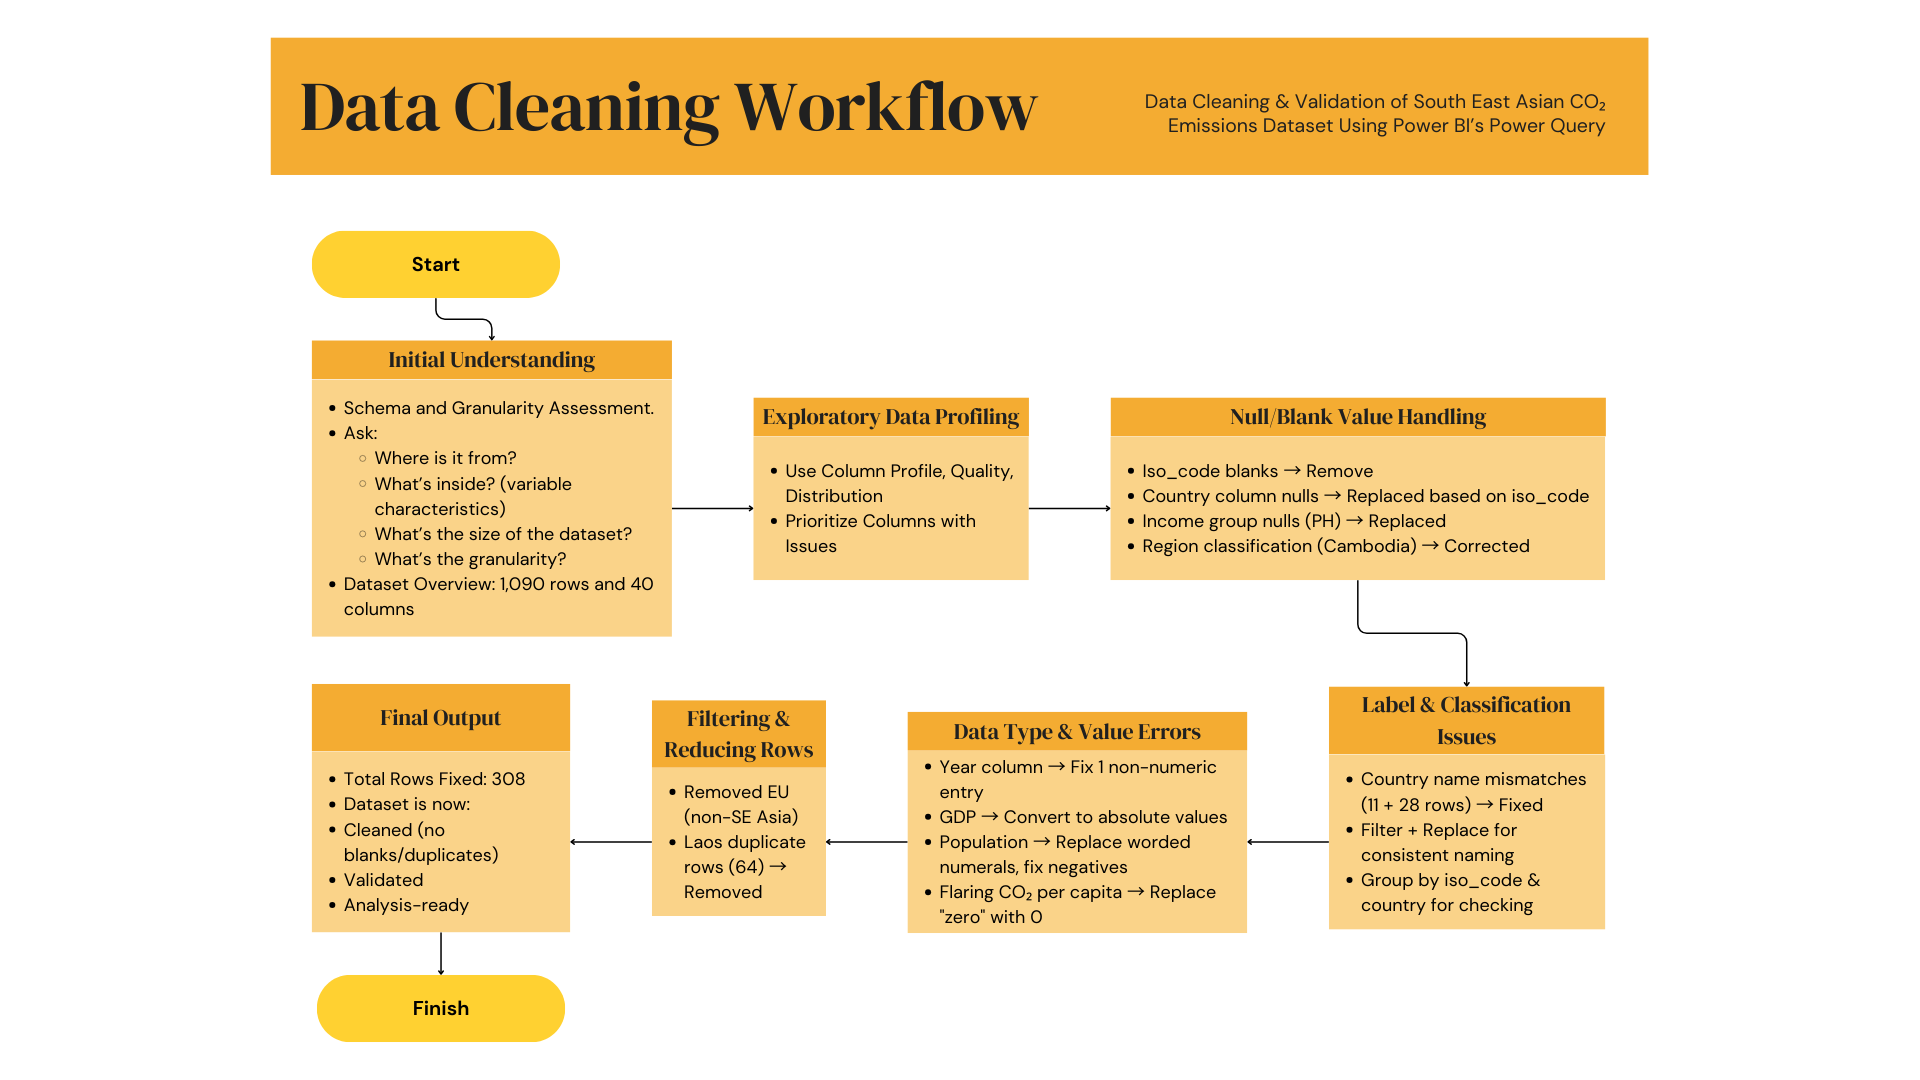 Data Cleaning Workflow
Data Cleaning & Validation of South East Asian CO₂
Emissions Dataset Using Power BI's Power Query
Start
Initial Understanding
• Schema and Granularity Assessment.
• Ask:
○ Where is it from?
○ What's inside? (variable
characteristics)
○ What's the size of the dataset?
○ What's the granularity?
• Dataset Overview: 1,090 rows and 40
columns
Exploratory Data Profiling
• Use Column Profile, Quality,
Distribution
• Prioritize Columns with
Issues
Null/Blank Value Handling
• Iso_code blanks → Remove
• Country column nulls → Replaced based on iso_code
• Income group nulls (PH) → Replaced
• Region classification (Cambodia) → Corrected
Label & Classification
Issues
• Country name mismatches
(11 + 28 rows) → Fixed
• Filter + Replace for
consistent naming
• Group by iso_code &
country for checking
Data Type & Value Errors
• Year column → Fix 1 non-numeric
entry
• GDP → Convert to absolute values
• Population → Replace worded
numerals, fix negatives
• Flaring CO₂ per capita → Replace
"zero" with 0
Filtering &
Reducing Rows
• Removed EU
(non-SE Asia)
• Laos duplicate
rows (64) →
Removed
Final Output
• Total Rows Fixed: 308
• Dataset is now:
• Cleaned (no
blanks/duplicates)
• Validated
• Analysis-ready
Finish